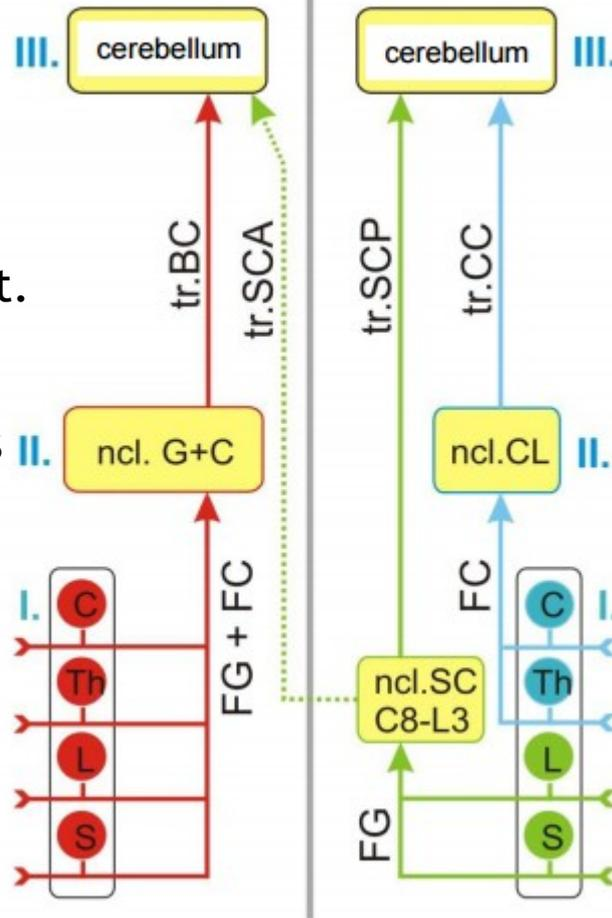 III.
cerebellum
cerebellum
III.
tr.BC
tr.SCA
tr.SCP
tr.CC
t.
s
II.
ncl. G+C
ncl.CL
II.
I.
C
Th
L
S
FG + FC
FC
ncl.SC
C8-L3
FG
C
Th
L
S
I.